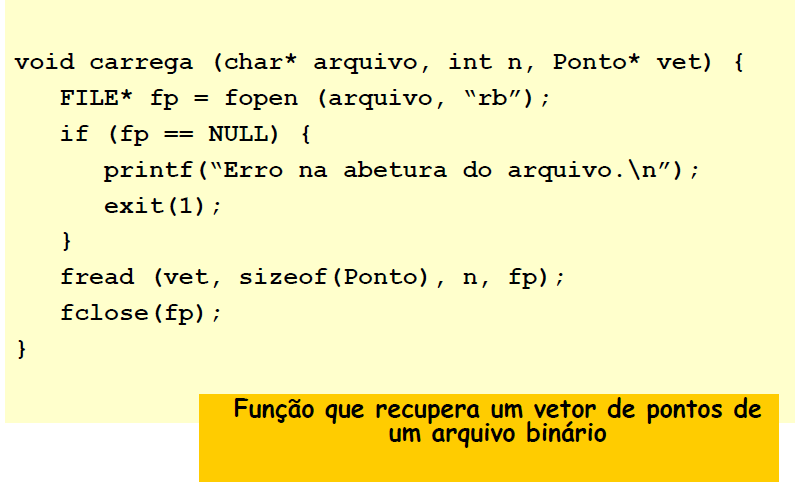 void carrega (char* arquivo, int n, Ponto* vet) {
FILE* fp = fopen (arquivo, “rb”);
if (fp == NULL) {
printf(“Erro na abetura do arquivo.\n”);
exit(1);
}
fread (vet, sizeof(Ponto), n, fp);
fclose(fp);
}
Função que recupera um vetor de pontos de
um arquivo binário